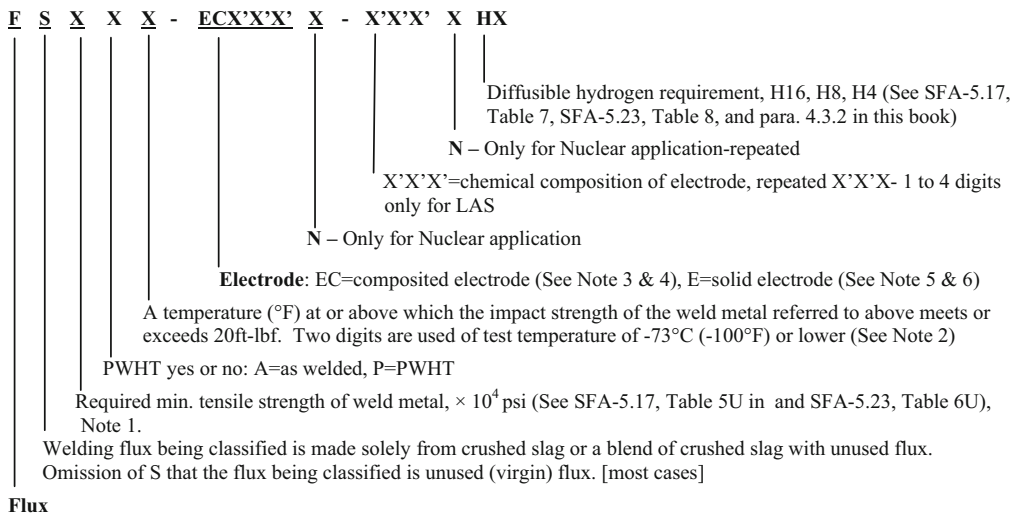 F S X X X - ECX’X’X’ X - X’X’X’ X HX
Diffusible hydrogen requirement, H16, H8, H4 (See SFA-5.17,
Table 7, SFA-5.23, Table 8, and para. 4.3.2 in this book)
N – Only for Nuclear application-repeated
X’X’X’=chemical composition of electrode, repeated X’X’X- 1 to 4 digits
only for LAS
N – Only for Nuclear application
Electrode: EC=composited electrode (See Note 3 & 4), E=solid electrode (See Note 5 & 6)
A temperature (°F) at or above which the impact strength of the weld metal referred to above meets or
exceeds 20ft-lbf. Two digits are used of test temperature of -73°C (-100°F) or lower (See Note 2)
PWHT yes or no: A=as welded, P=PWHT
Required min. tensile strength of weld metal, × 10⁴ psi (See SFA-5.17, Table 5U in and SFA-5.23, Table 6U),
Note 1.
Welding flux being classified is made solely from crushed slag or a blend of crushed slag with unused flux.
Omission of S that the flux being classified is unused (virgin) flux. [most cases]
Flux